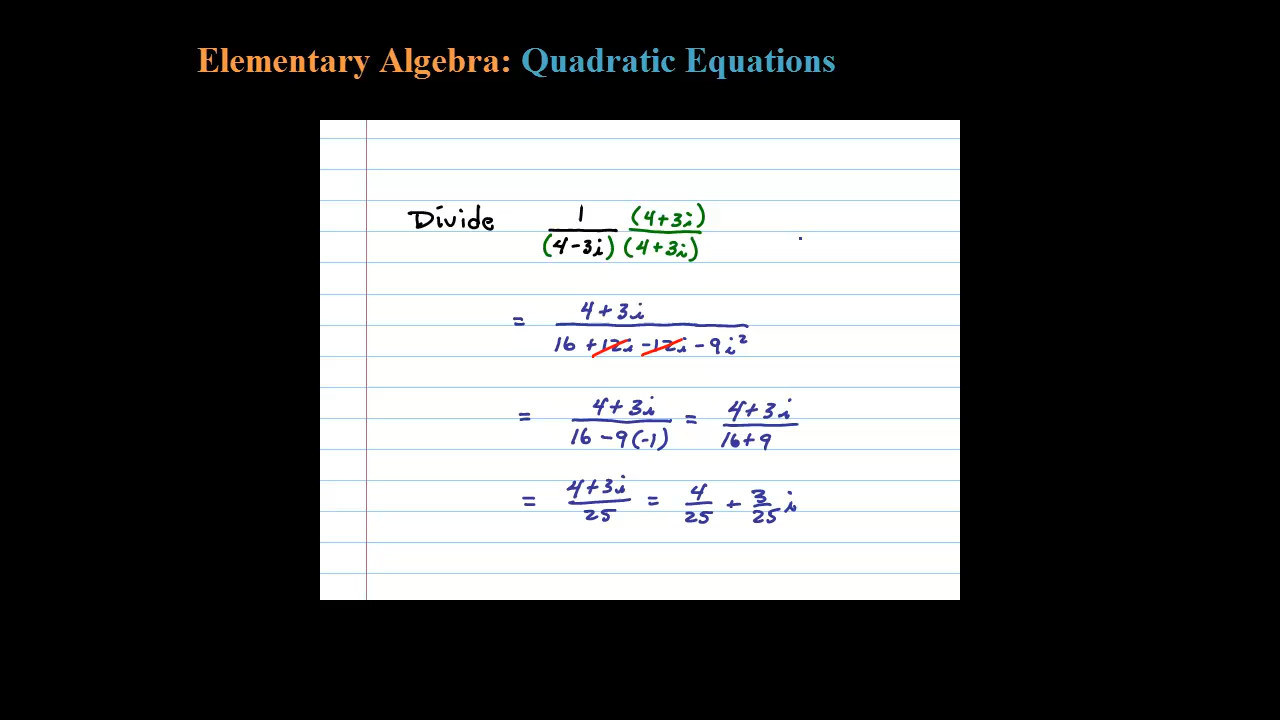 Elementary Algebra: Quadratic Equations
Divide 1/(4-3i) (4+3i)/(4+3i)
= 4+3i/16+12i-12i-9i²
= 4+3i/16-9(-1) = 4+3i/16+9
= 4+3i/25 = 4/25 + 3/25 i